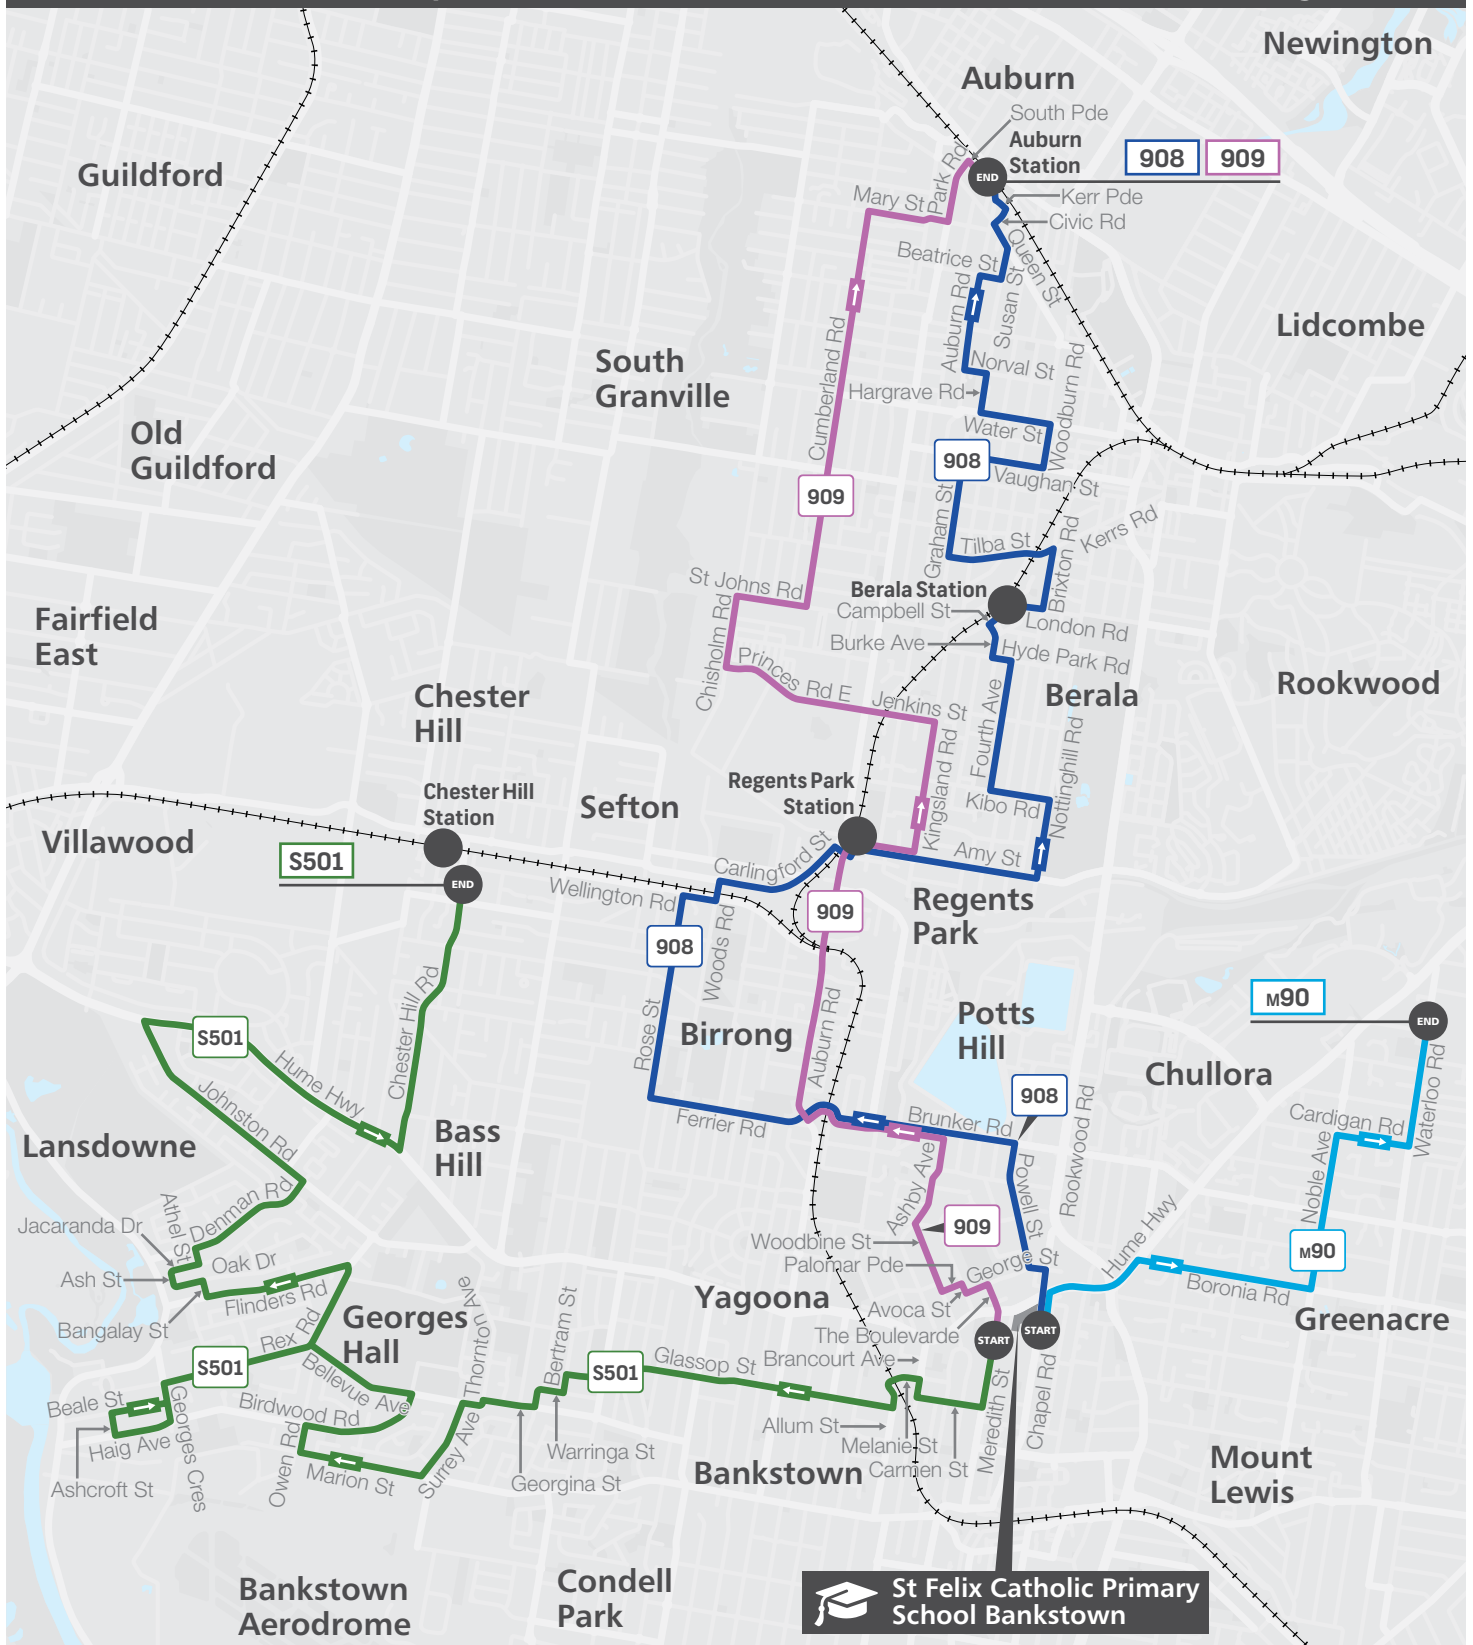 Newington
Auburn
South Pde
Auburn
Station
908
909
END
Guildford
Park Rd
Mary St
Kerr Pde
Civic Rd
Queen St
Beatrice St
Susan St
Auburn Rd
Lidcombe
Cumberland Rd
South
Granville
Norval St
Woodburn Rd
Hargrave Rd
Water St
Old
Guildford
908
Vaughan St
909
Graham St
Tilba St
Kerrs Rd
Brixton Rd
St Johns Rd
Berala Station
Campbell St
London Rd
Fairfield
East
Burke Ave
Hyde Park Rd
Chisholm Rd
Princes Rd E
Jenkins St
Berala
Rookwood
Chester
Hill
Fourth Ave
Nottinghill Rd
Kingsland Rd
Chester Hill
Station
Sefton
Regents Park
Station
Kibo Rd
Villawood
S501
END
Carlingford St
Amy St
Wellington Rd
909
Regents
Park
908
Woods Rd
Chester Hill Rd
M90
END
S501
Rose St
Birrong
Auburn Rd
Potts
Hill
Hume Hwy
Chullora
Waterloo Rd
908
Rookwood Rd
Johnston Rd
Ferrier Rd
Brunker Rd
Cardigan Rd
Lansdowne
Bass
Hill
Noble Ave
Powell St
Ashby Ave
Athel St
Denman Rd
Jacaranda Dr
909
Hume Hwy
Woodbine St
M90
Oak Dr
Palomar Pde
George St
Ash St
Flinders Rd
Boronia Rd
Bangalay St
Rex Rd
Georges
Hall
Thornton Ave
Bertram St
Yagoona
Avoca St
The Boulevarde
START
START
Greenacre
S501
Bellevue Ave
S501
Glassop St
Brancourt Ave
Beale St
Georges Cres
Birdwood Rd
Haig Ave
Owen Rd
Surrey Ave
Warringa St
Allum St
Melanie St
Meredith St
Chapel Rd
Ashcroft St
Marion St
Georgina St
Bankstown
Carmen St
Mount
Lewis
Bankstown
Aerodrome
Condell
Park
St Felix Catholic Primary
School Bankstown